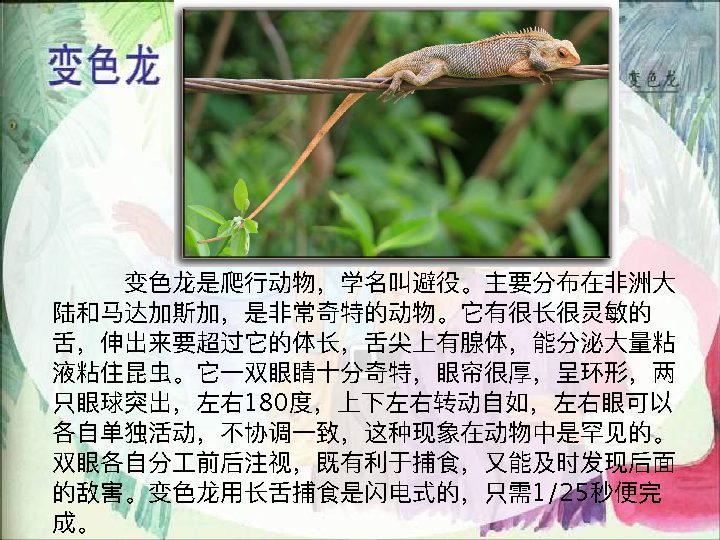 变色龙
变色龙
变色龙是爬行动物，学名叫避役。主要分布在非洲大
陆和马达加斯加，是非常奇特的动物。它有很长很灵敏的
舌，伸出来要超过它的体长，舌尖上有腺体，能分泌大量粘
液粘住昆虫。它一双眼睛十分奇特，眼帘很厚，呈环形，两
只眼球突出，左右180度，上下左右转动自如，左右眼可以
各自单独活动，不协调一致，这种现象在动物中是罕见的。
双眼各自分工前后注视，既有利于捕食，又能及时发现后面
的敌害。变色龙用长舌捕食是闪电式的，只需1/25秒便完
成。